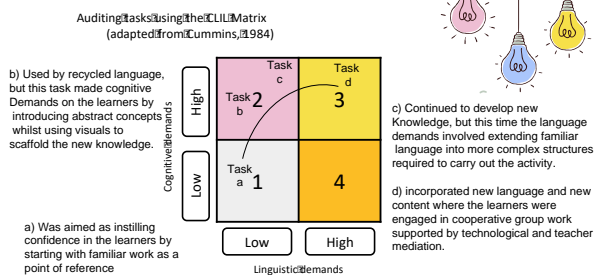 Auditing tasks using the CLIL Matrix
(adapted from Cummins, 1984)
b) Used by recycled language,
but this task made cognitive
Demands on the learners by
introducing abstract concepts
whilst using visuals to
scaffold the new knowledge.
a) Was aimed as instilling
confidence in the learners by
starting with familiar work as a
point of reference
Cognitive demands
High
Low
Task
c
Task
d
Task
b
2
3
Task
a
1
4
Low
High
Linguistic demands
c) Continued to develop new
Knowledge, but this time the language
demands involved extending familiar
language into more complex structures
required to carry out the activity.
d) incorporated new language and new
content where the learners were
engaged in cooperative group work
supported by technological and teacher
mediation.